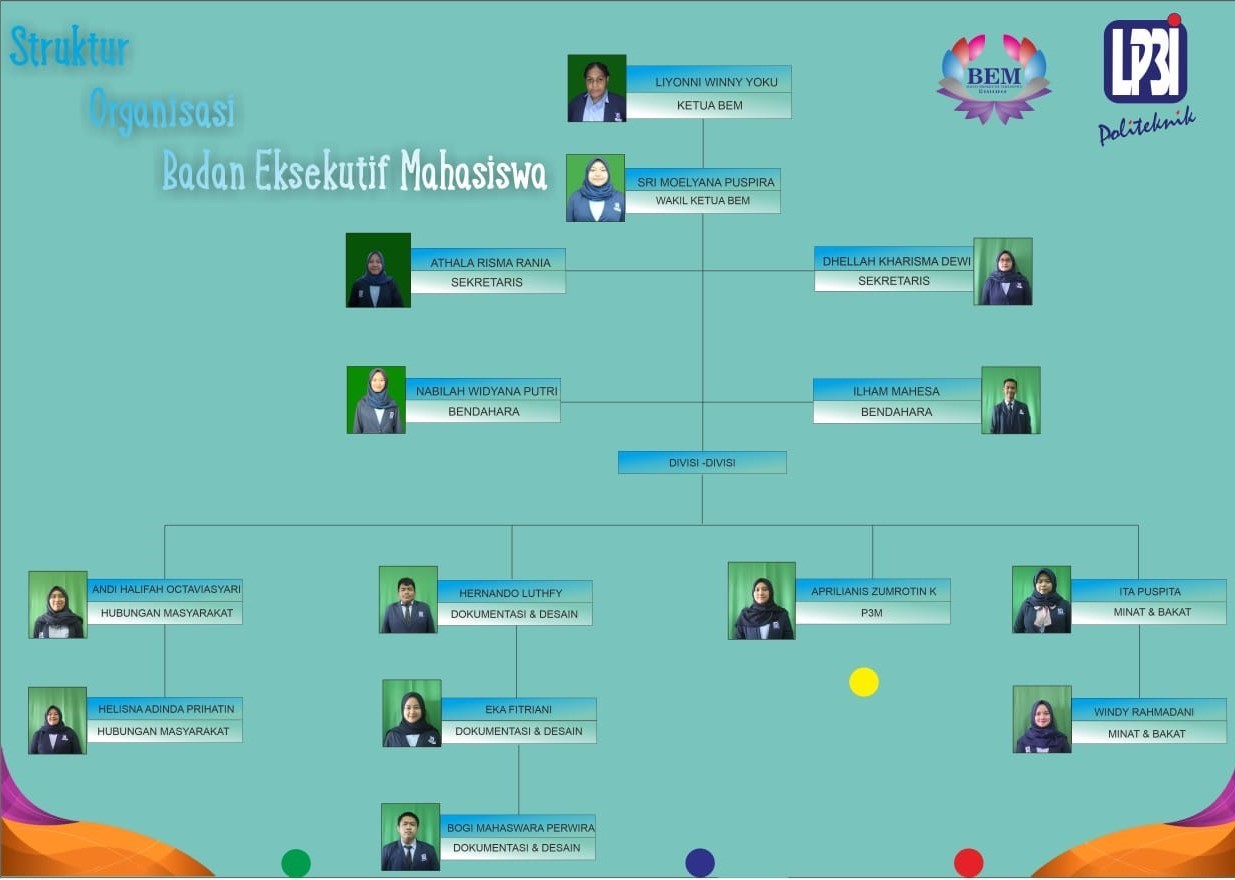 Struktur
Organisasi
Badan Eksekutif Mahasiswa
BEM
LP3I
Politeknik
LIYONNI WINNY YOKU
KETUA BEM
SRI MOELYANA PUSPIRA
WAKIL KETUA BEM
ATHALA RISMA RANIA
SEKRETARIS
DHELLAH KHARISMA DEWI
SEKRETARIS
NABILAH WIDYANA PUTRI
BENDAHARA
ILHAM MAHESA
BENDAHARA
DIVISI -DIVISI
ANDI HALIFAH OCTAVIASYARI
HUBUNGAN MASYARAKAT
HERNANDO LUTHFY
DOKUMENTASI & DESAIN
APRILIANIS ZUMROTIN K
P3M
ITA PUSPITA
MINAT & BAKAT
HELISNA ADINDA PRIHATIN
HUBUNGAN MASYARAKAT
EKA FITRIANI
DOKUMENTASI & DESAIN
WINDY RAHMADANI
MINAT & BAKAT
BOGI MAHASWARA PERWIRA
DOKUMENTASI & DESAIN